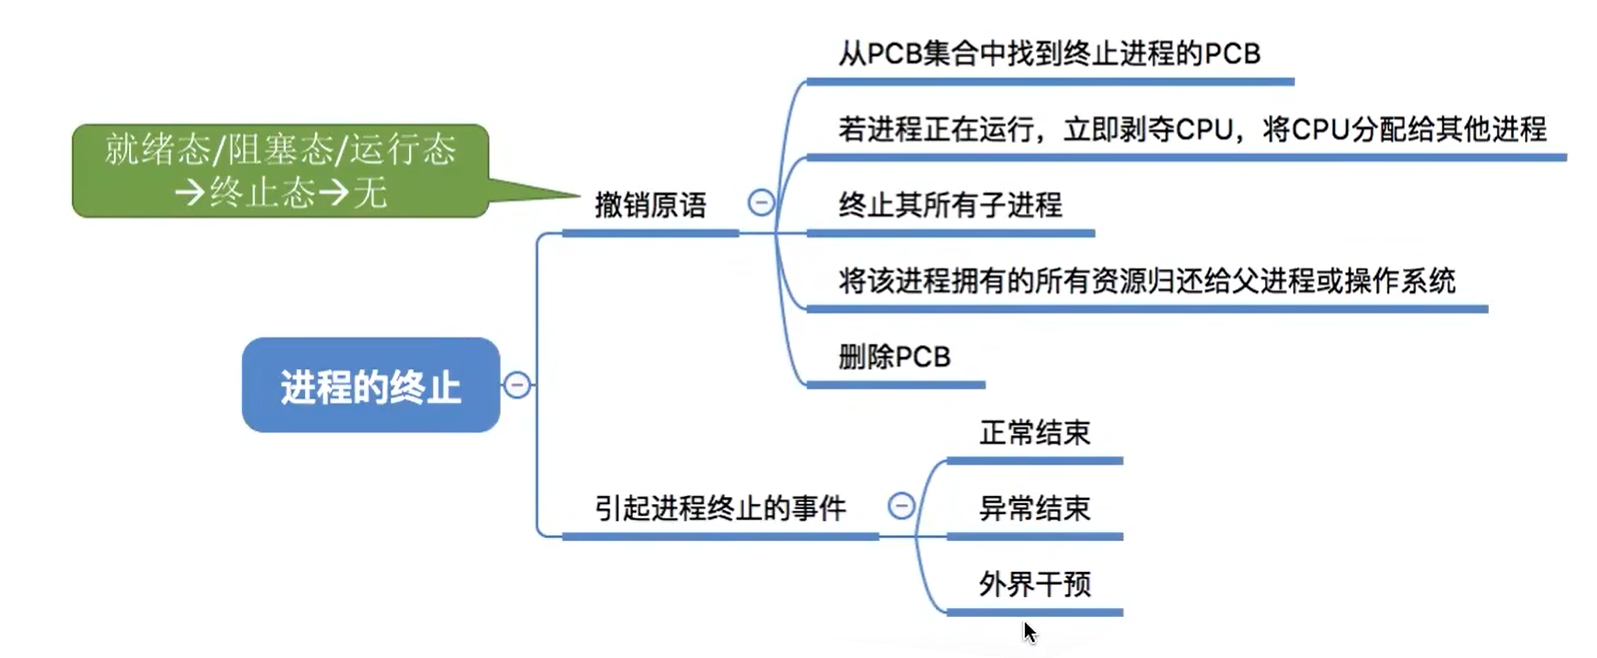 从PCB集合中找到终止进程的PCB
若进程正在运行，立即剥夺CPU，将CPU分配给其他进程
就绪态/阻塞态/运行态
→终止态→无
撤销原语
终止其所有子进程
将该进程拥有的所有资源归还给父进程或操作系统
删除PCB
进程的终止
正常结束
引起进程终止的事件
异常结束
外界干预